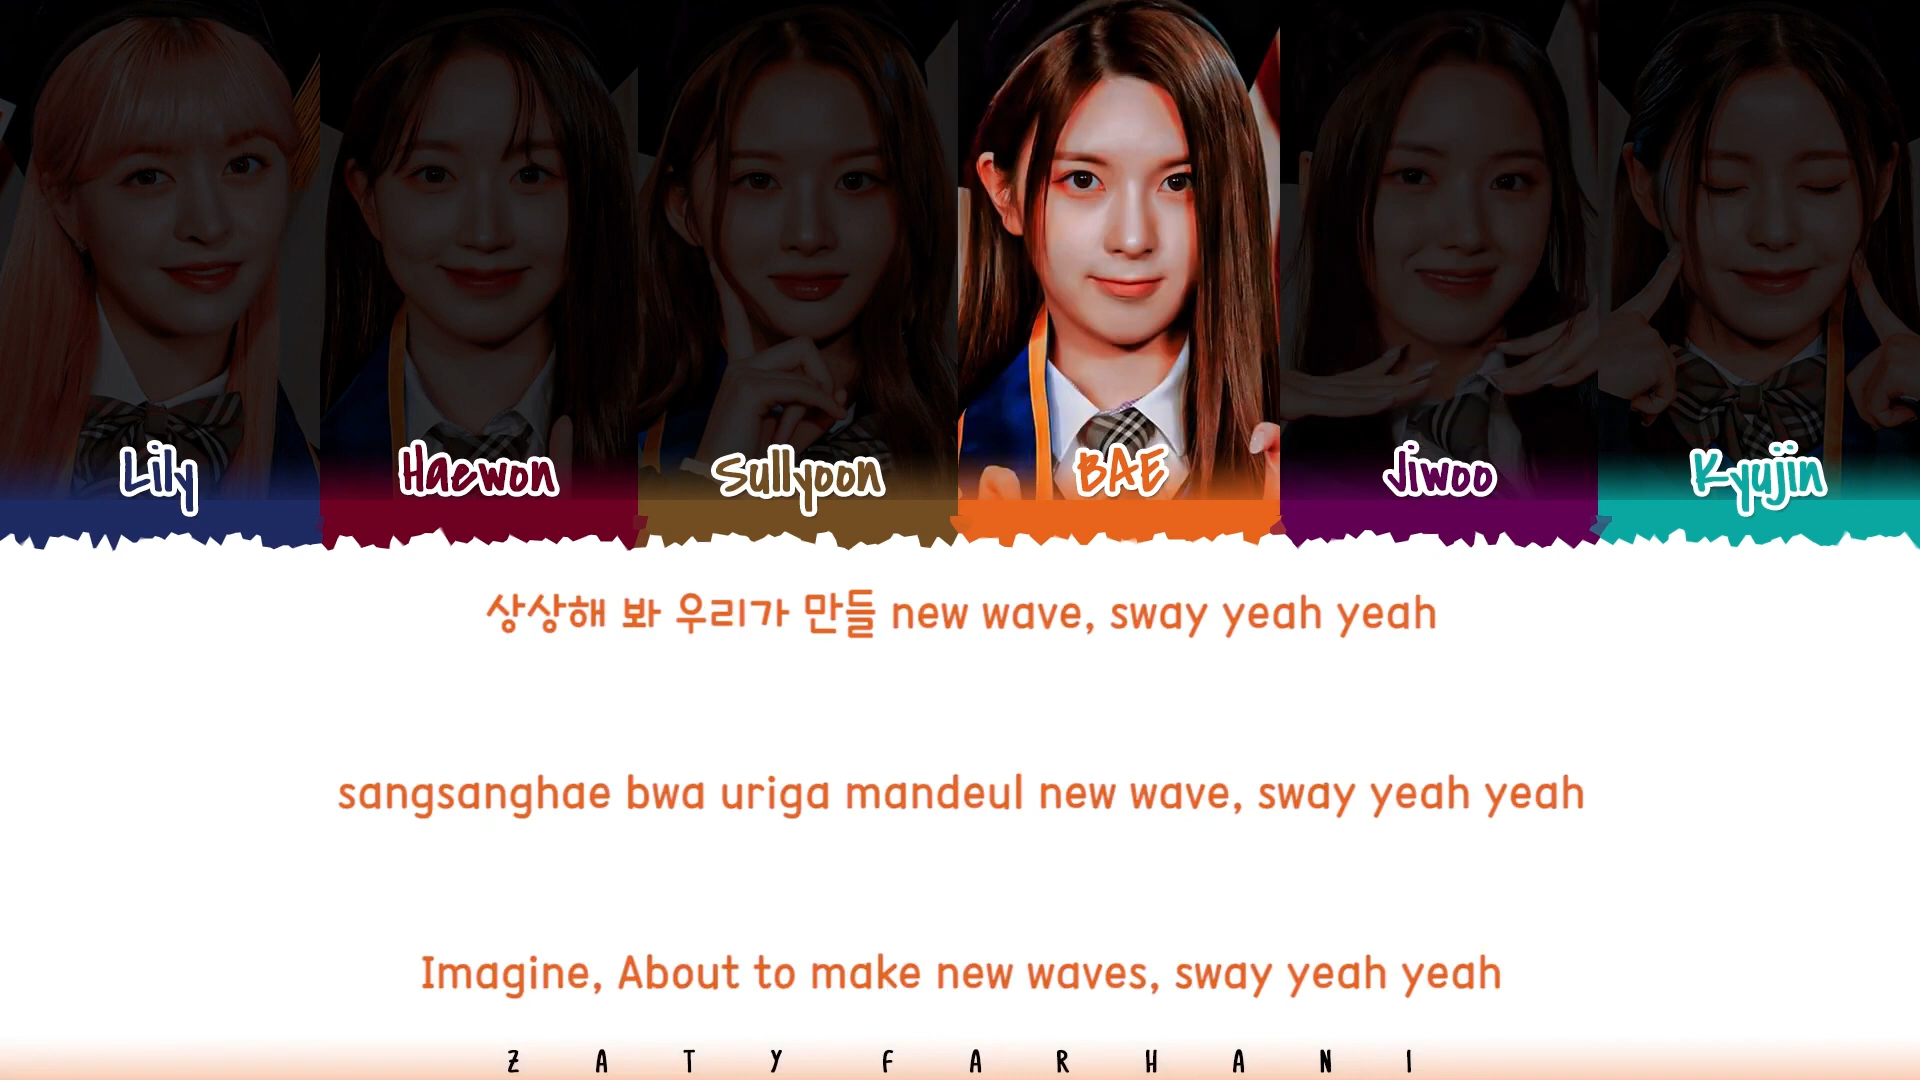 Lily Haewon Sullyoon BAE Jiwoo Kyujin
상상해 봐 우리가 만들 new wave, sway yeah yeah
sangsanghae bwa uriga mandeul new wave, sway yeah yeah
Imagine, About to make new waves, sway yeah yeah
ZATY FARHANI